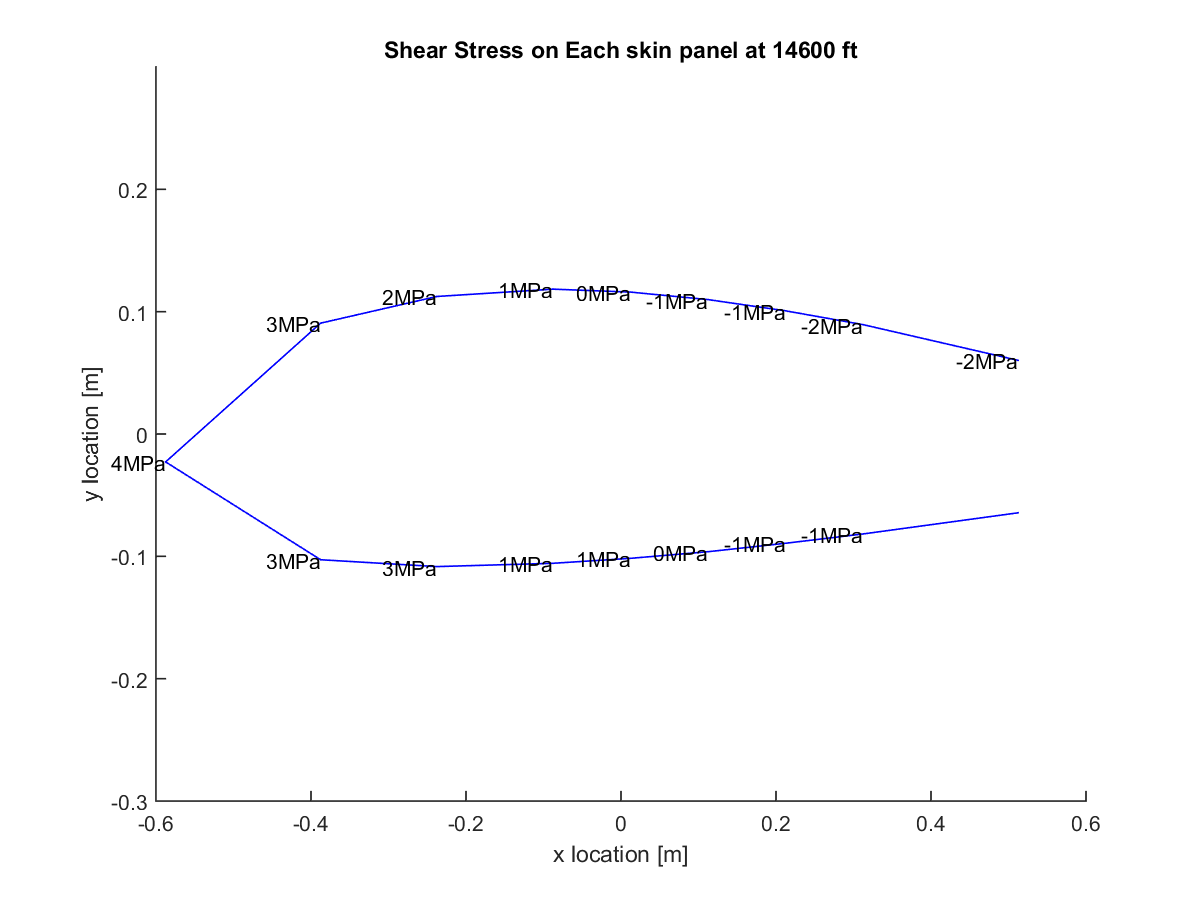 Shear Stress on Each skin panel at 14600 ft
0.2
0.1
0
-0.1
-0.2
-0.3
y location [m]
4MPa
3MPa
2MPa
1MPa
0MPa
-1MPa
-1MPa
-2MPa
-2MPa
3MPa
3MPa
1MPa
1MPa
0MPa
-1MPa
-1MPa
-0.6
-0.4
-0.2
0
0.2
0.4
0.6
x location [m]